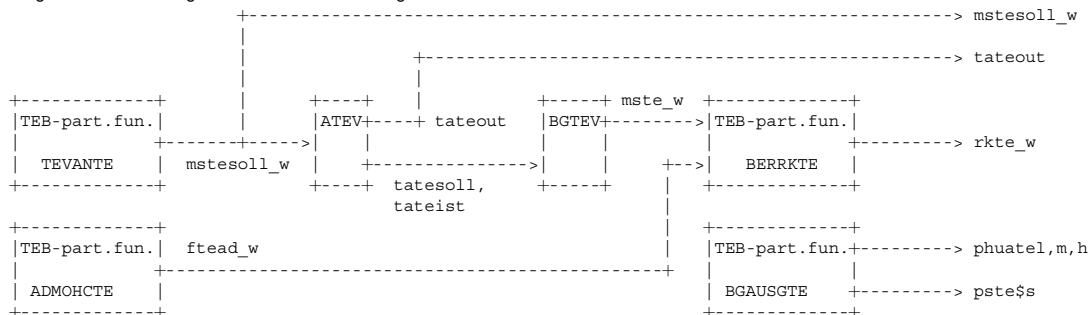 mstesoll_w
tateout
|TEB-part.fun.| |ATEV+----+ tateout |BGTEV+ mste_w |TEB-part.fun.|
rkte_w
TEVANTE mstesoll_w BERRKTE
tatesoll,
tateist
|TEB-part.fun.| ftead_w |TEB-part.fun.+---------> phuatel,m,h
ADMOHCTE BGAUSGTE pste$s